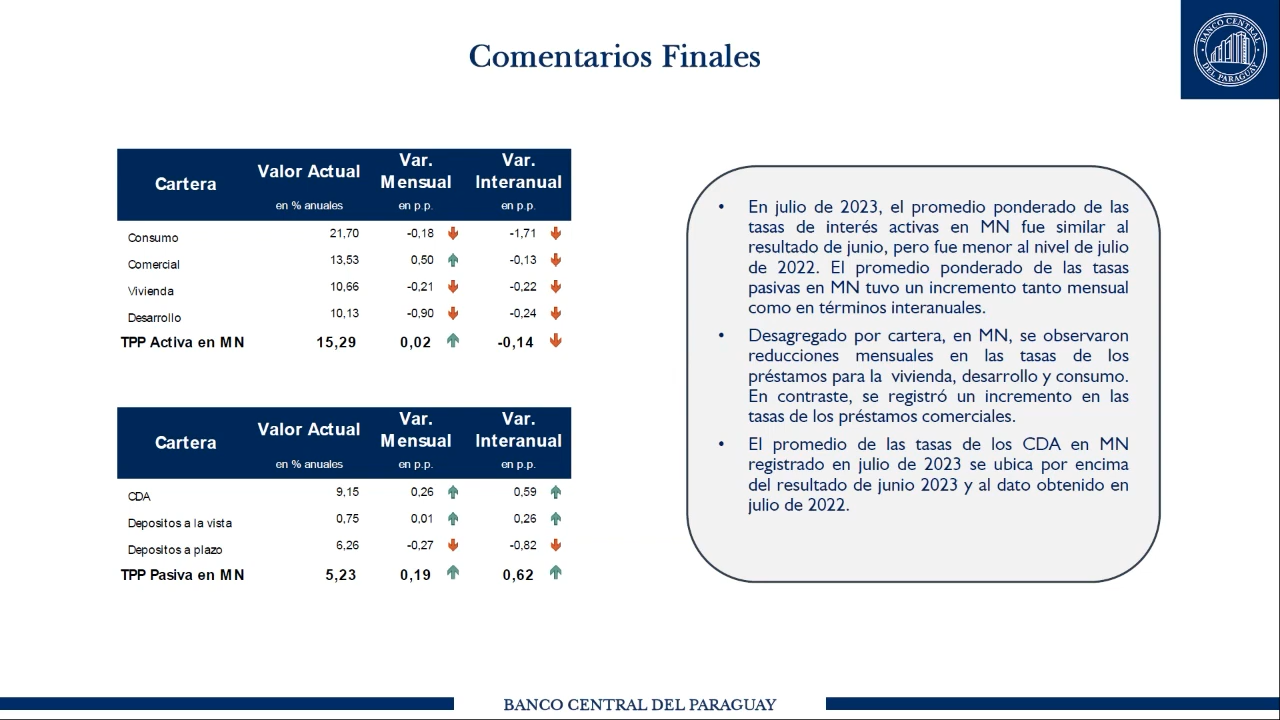 Comentarios Finales
BANCO CENTRAL
DEL PARAGUAY
Cartera Valor Actual Var. Mensual Var. Interanual
en % anuales en p.p. en p.p.
Consumo 21,70 -0,18 -1,71
Comercial 13,53 0,50 -0,13
Vivienda 10,66 -0,21 -0,22
Desarrollo 10,13 -0,90 -0,24
TPP Activa en MN 15,29 0,02 -0,14
Cartera Valor Actual Var. Mensual Var. Interanual
en % anuales en p.p. en p.p.
CDA 9,15 0,26 0,59
Depositos a la vista 0,75 0,01 0,26
Depositos a plazo 6,26 -0,27 -0,82
TPP Pasiva en MN 5,23 0,19 0,62
• En julio de 2023, el promedio ponderado de las
tasas de interés activas en MN fue similar al
resultado de junio, pero fue menor al nivel de julio
de 2022. El promedio ponderado de las tasas
pasivas en MN tuvo un incremento tanto mensual
como en términos interanuales.
• Desagregado por cartera, en MN, se observaron
reducciones mensuales en las tasas de los
préstamos para la vivienda, desarrollo y consumo.
En contraste, se registró un incremento en las
tasas de los préstamos comerciales.
• El promedio de las tasas de los CDA en MN
registrado en julio de 2023 se ubica por encima
del resultado de junio 2023 y al dato obtenido en
julio de 2022.
BANCO CENTRAL DEL PARAGUAY